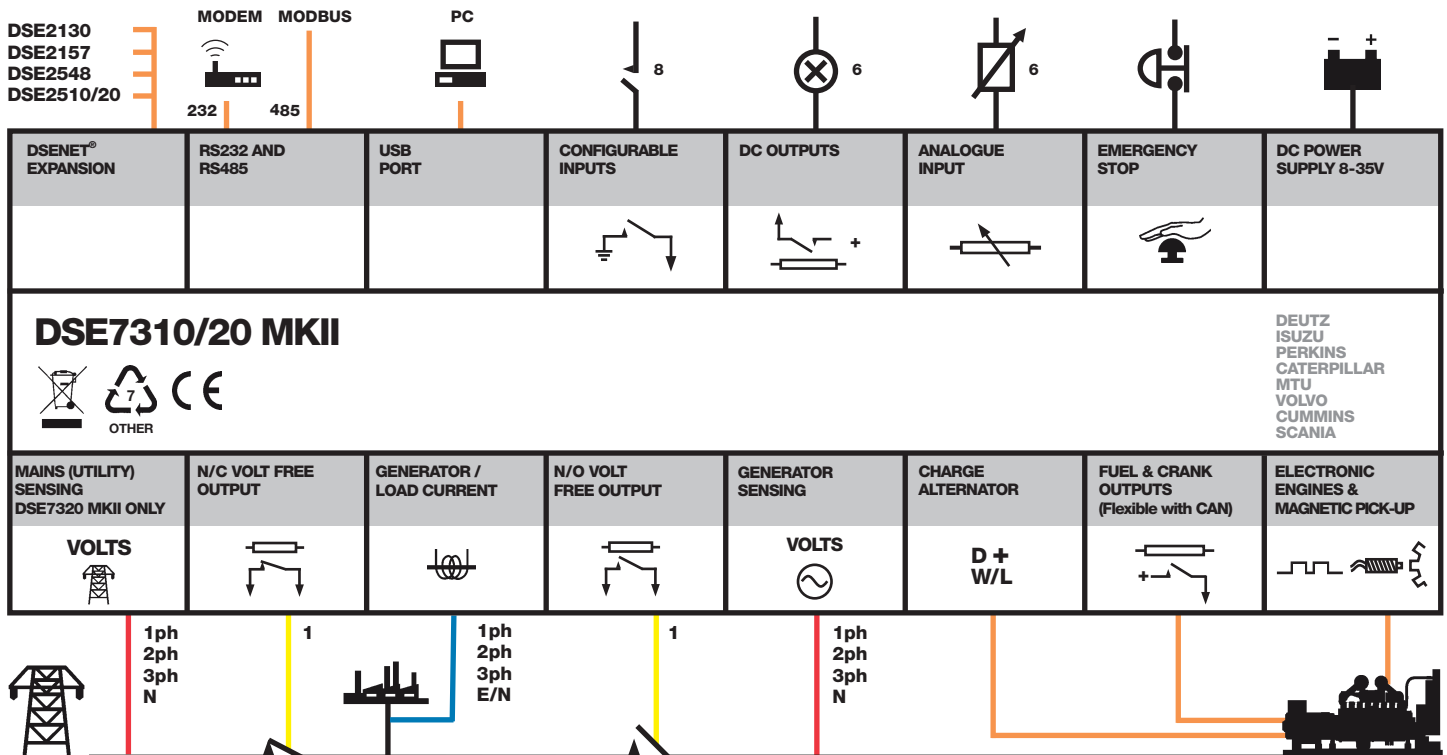 DSE2130
DSE2157
DSE2548
DSE2510/20
MODEM
MODBUS
PC
232
485
8
6
6
–
+
DSENET®
EXPANSION
RS232 AND
RS485
USB
PORT
CONFIGURABLE
INPUTS
DC OUTPUTS
ANALOGUE
INPUT
EMERGENCY
STOP
DC POWER
SUPPLY 8-35V
+
DSE7310/20 MKII
7
OTHER
CE
DEUTZ
ISUZU
PERKINS
CATERPILLAR
MTU
VOLVO
CUMMINS
SCANIA
MAINS (UTILITY)
SENSING
DSE7320 MKII ONLY
N/C VOLT FREE
OUTPUT
GENERATOR /
LOAD CURRENT
N/O VOLT
FREE OUTPUT
GENERATOR
SENSING
CHARGE
ALTERNATOR
FUEL & CRANK
OUTPUTS
(Flexible with CAN)
ELECTRONIC
ENGINES &
MAGNETIC PICK-UP
VOLTS
VOLTS
D +
W/L
+
1ph
2ph
3ph
N
1
1ph
2ph
3ph
E/N
1
1ph
2ph
3ph
N